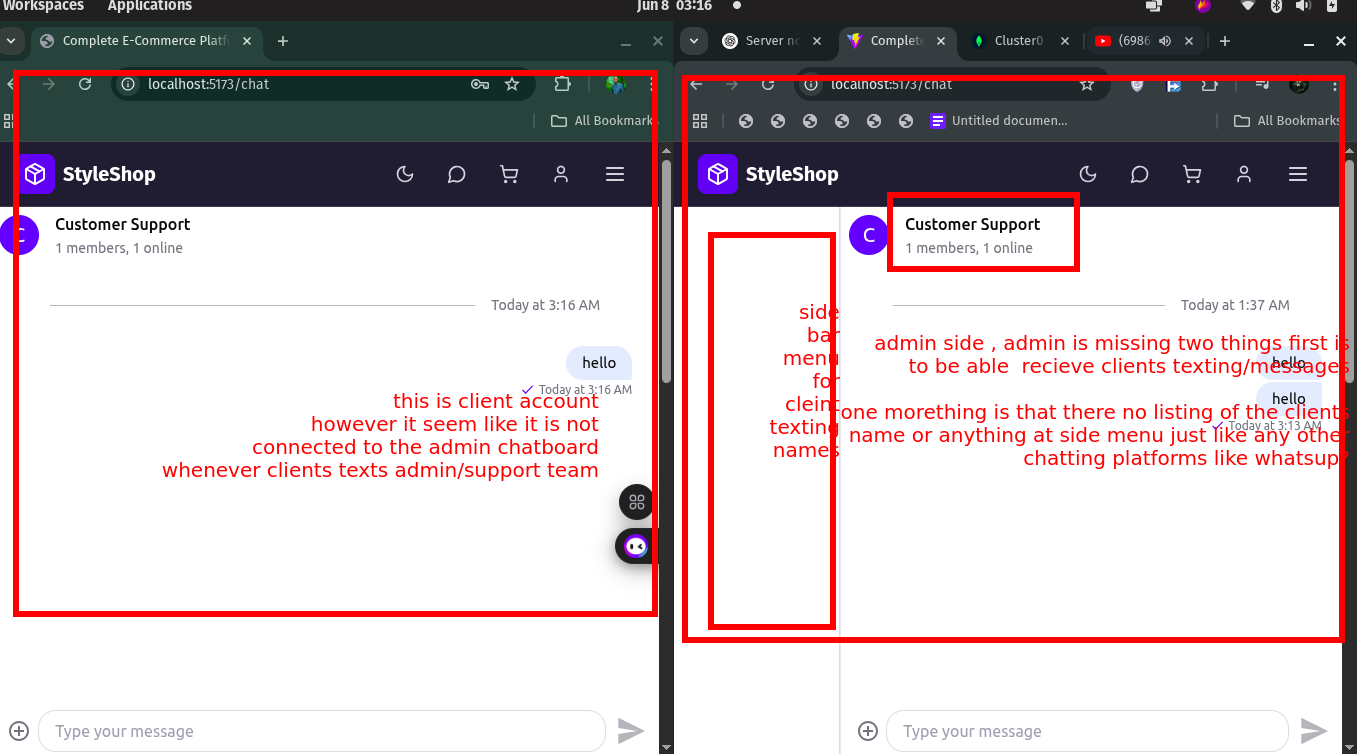 Workspaces Applications Jun 8 03:16
Complete E-Commerce Platf
localhost:5173/chat
All Bookmarks
StyleShop
C
Customer Support
1 members, 1 online
Today at 3:16 AM
hello
Today at 3:16 AM
this is client account
however it seem like it is not
connected to the admin chatboard
whenever clients texts admin/support team
Type your message
Server no Complete Cluster0 (6986
localhost:5173/chat
Untitled documen... All Bookmarks
StyleShop
C
Customer Support
1 members, 1 online
Today at 1:37 AM
side
bar
menu
for
cleint
texting
names
admin side , admin is missing two things first is
to be able recieve clients texting/messages
hello
hello
one morething is that there no listing of the clients
Today at 3:13 AM
name or anything at side menu just like any other
chatting platforms like whatsup?
Type your message